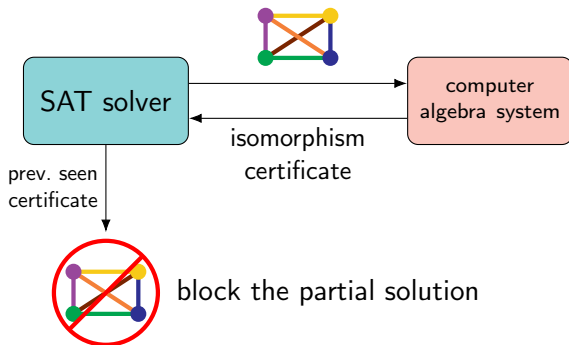 SAT solver
computer
algebra system
isomorphism
certificate
prev. seen
certificate
block the partial solution